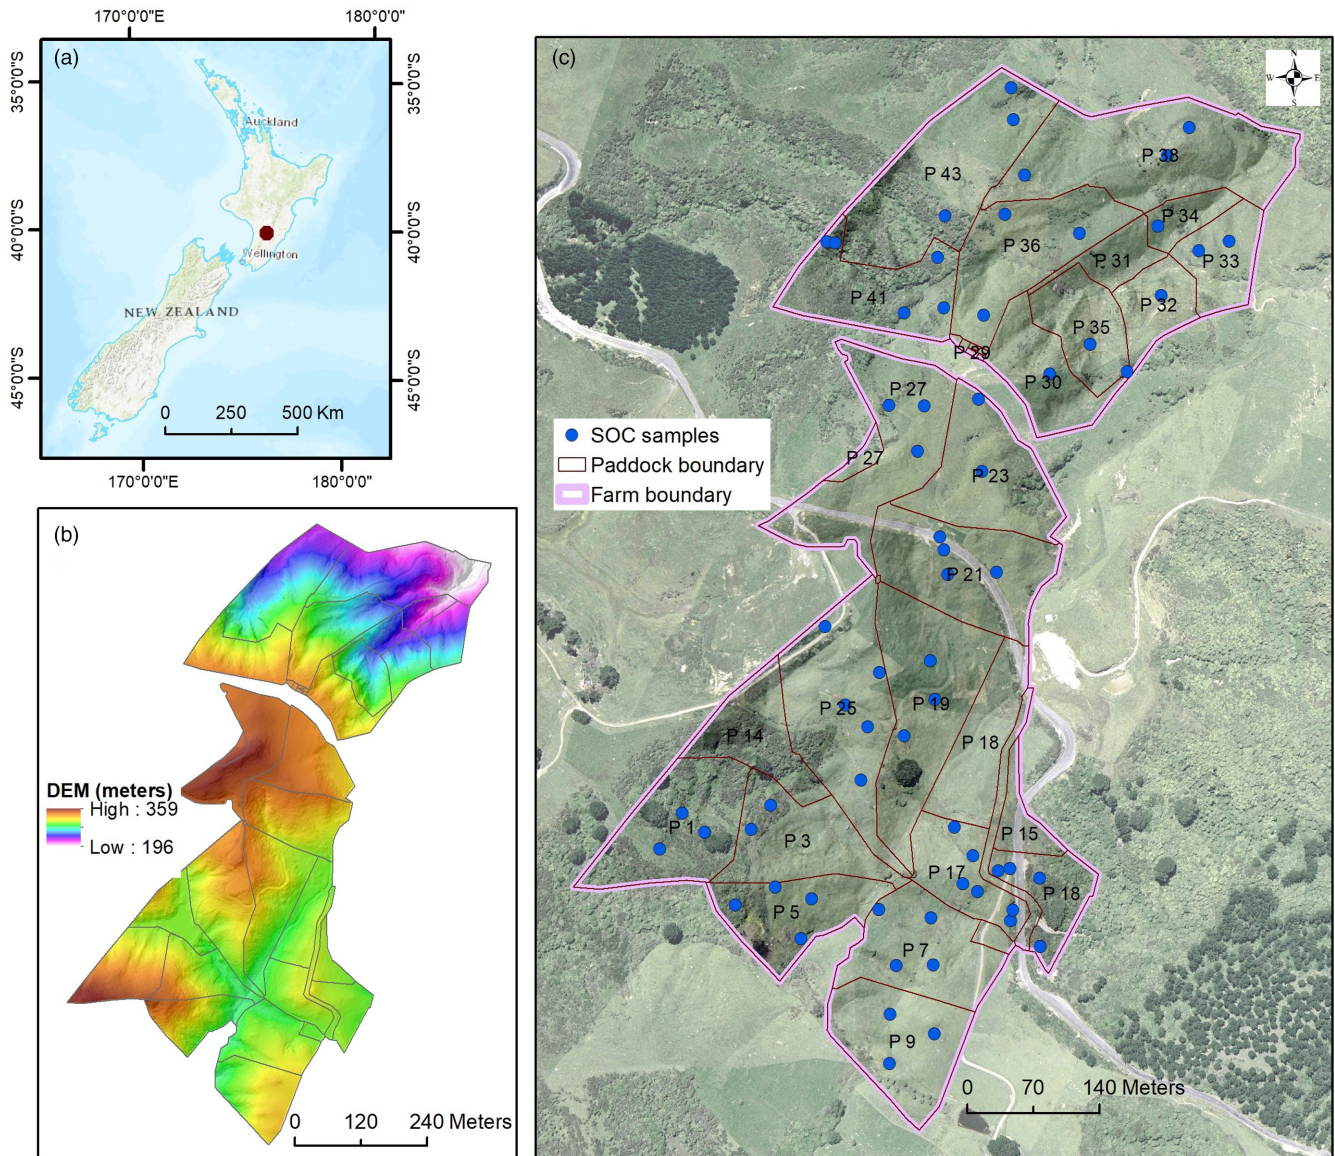 170°0'0"E
180°0'0"
(a)
35°0'0"S
35°0'0"S
Auckland
40°0'0"S
40°0'0"S
Wellington
NEW ZEALAND
45°0'0"S
45°0'0"S
0 250 500 Km
170°0'0"E
180°0'0"
(b)
DEM (meters)
High : 359
Low : 196
0 120 240 Meters
(c)
N
W E
S
P 38
P 43
P 34
P 36
P 31
P 33
P 41
P 32
P 35
P 29
P 30
P 27
SOC samples
Paddock boundary
Farm boundary
P 27
P 23
P 21
P 25
P 19
P 14
P 18
P 1
P 3
P 15
P 17
P 18
P 5
P 7
P 9
0 70 140 Meters